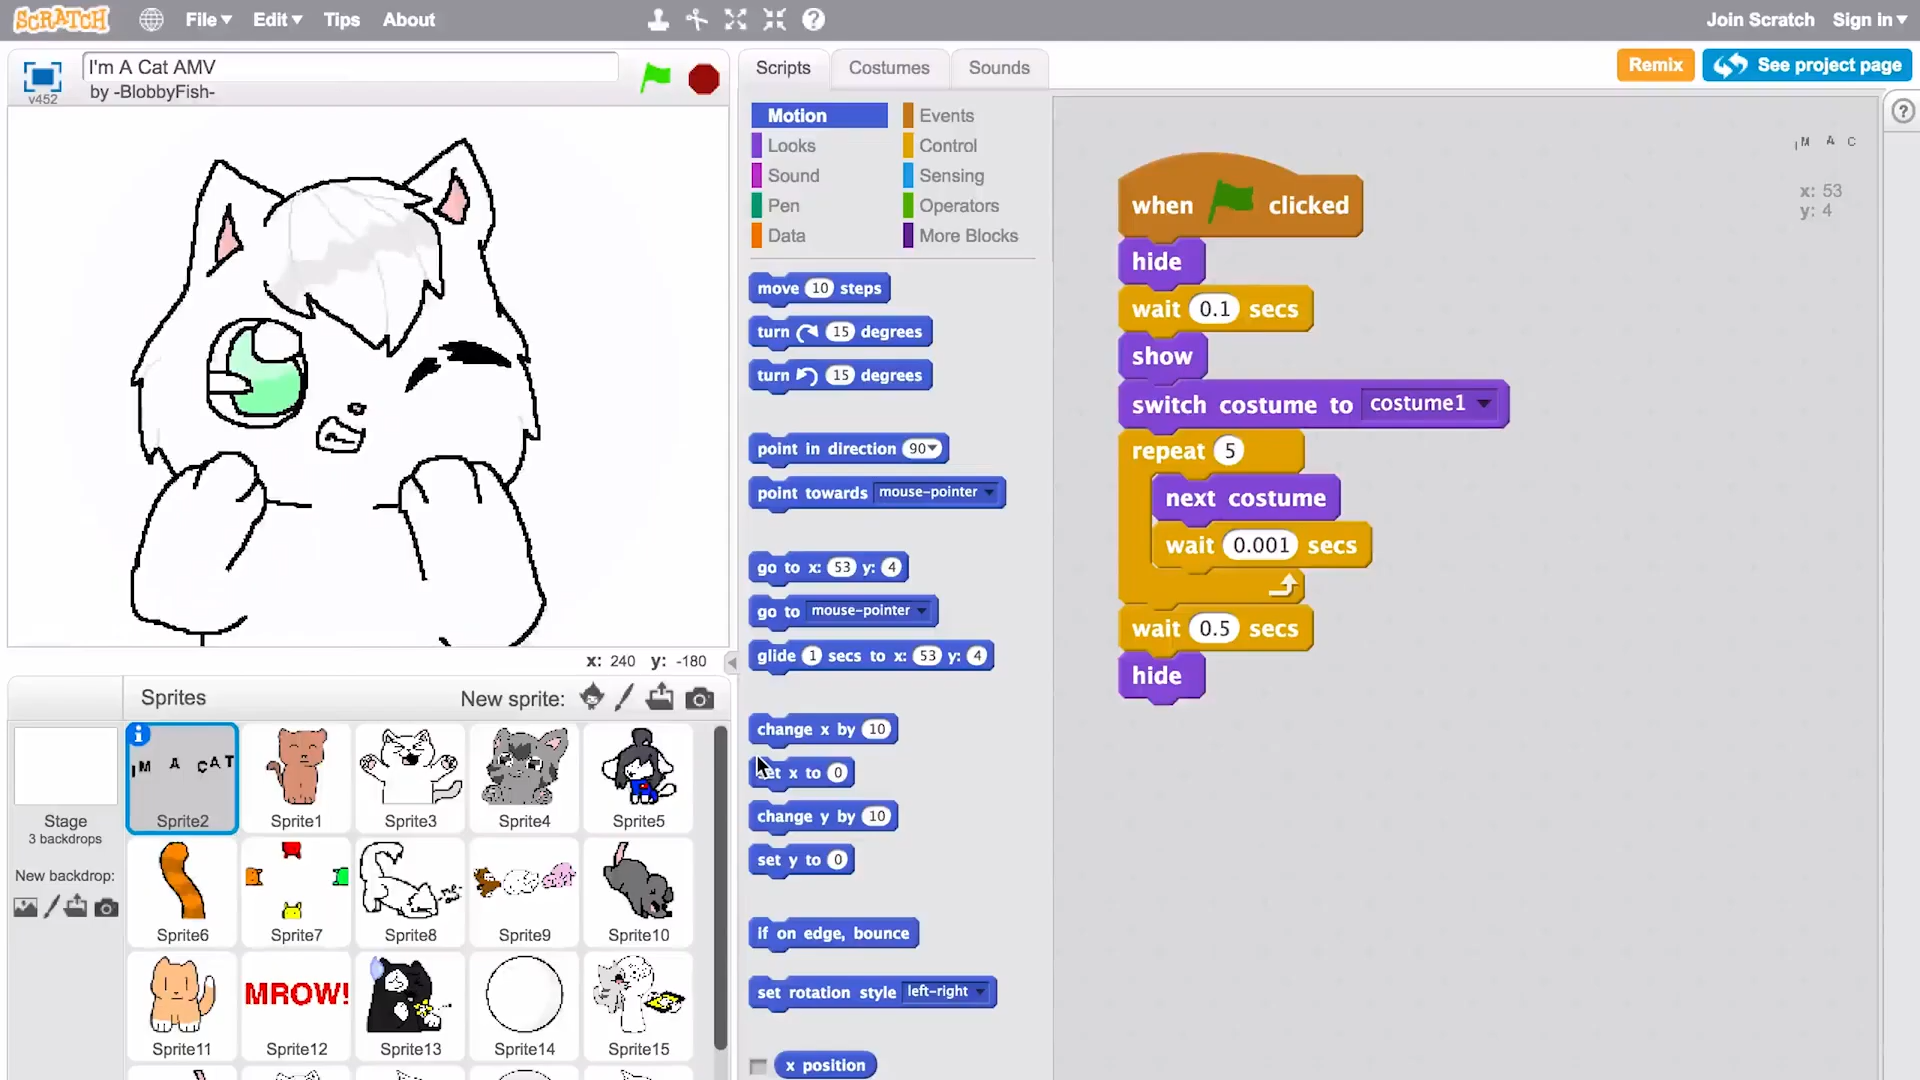 SCRATCH File Edit Tips About Join Scratch Sign in
v452 I'm A Cat AMV
by -BlobbyFish-
Scripts Costumes Sounds
Remix See project page
Motion Events
Looks Control
Sound Sensing
Pen Operators
Data More Blocks
move 10 steps
turn 15 degrees
turn 15 degrees
point in direction 90
point towards mouse-pointer
go to x: 53 y: 4
go to mouse-pointer
glide 1 secs to x: 53 y: 4
change x by 10
set x to 0
change y by 10
set y to 0
if on edge, bounce
set rotation style left-right
x position
when clicked
hide
wait 0.1 secs
show
switch costume to costume1
repeat 5
next costume
wait 0.001 secs
wait 0.5 secs
hide
IM A C
x: 53
y: 4
x: 240 y: -180
Sprites New sprite:
Stage
3 backdrops
New backdrop:
IM A CAT
Sprite2 Sprite1 Sprite3 Sprite4 Sprite5
Sprite6 Sprite7 Sprite8 Sprite9 Sprite10
MROW!
Sprite11 Sprite12 Sprite13 Sprite14 Sprite15